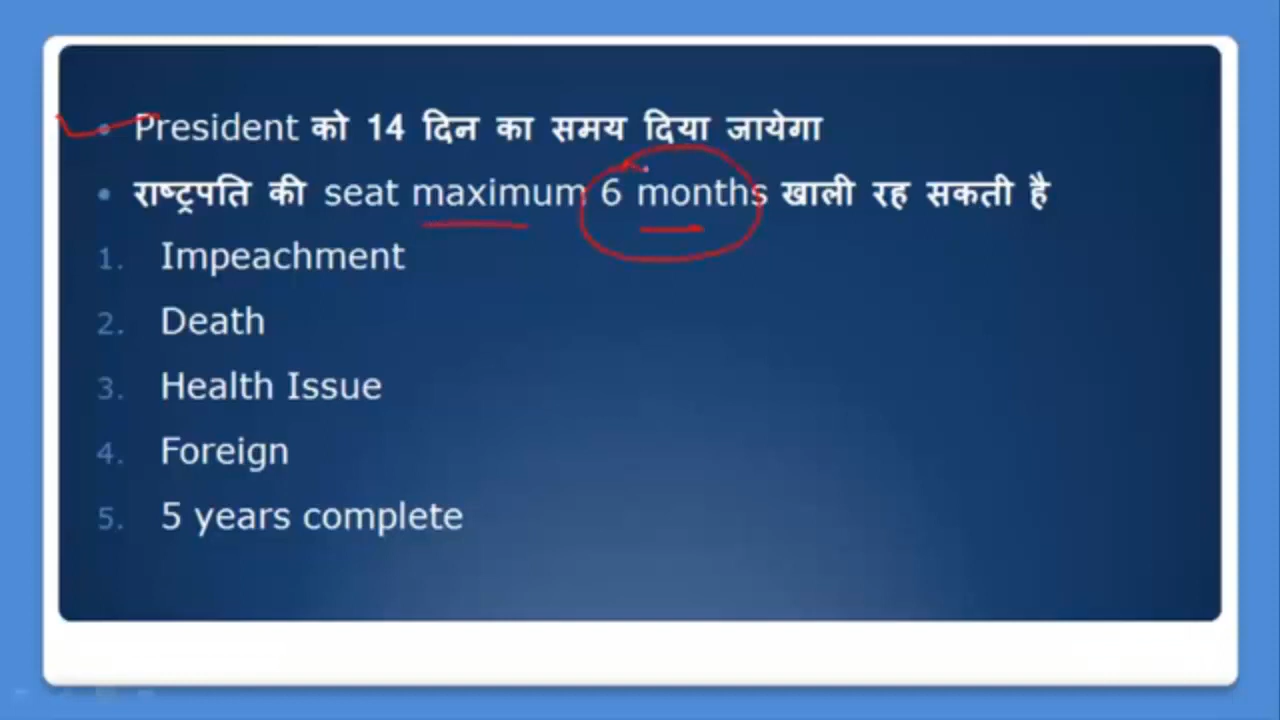 • President को 14 दिन का समय दिया जायेगा
• राष्ट्रपति की seat maximum 6 months खाली रह सकती है
1. Impeachment
2. Death
3. Health Issue
4. Foreign
5. 5 years complete